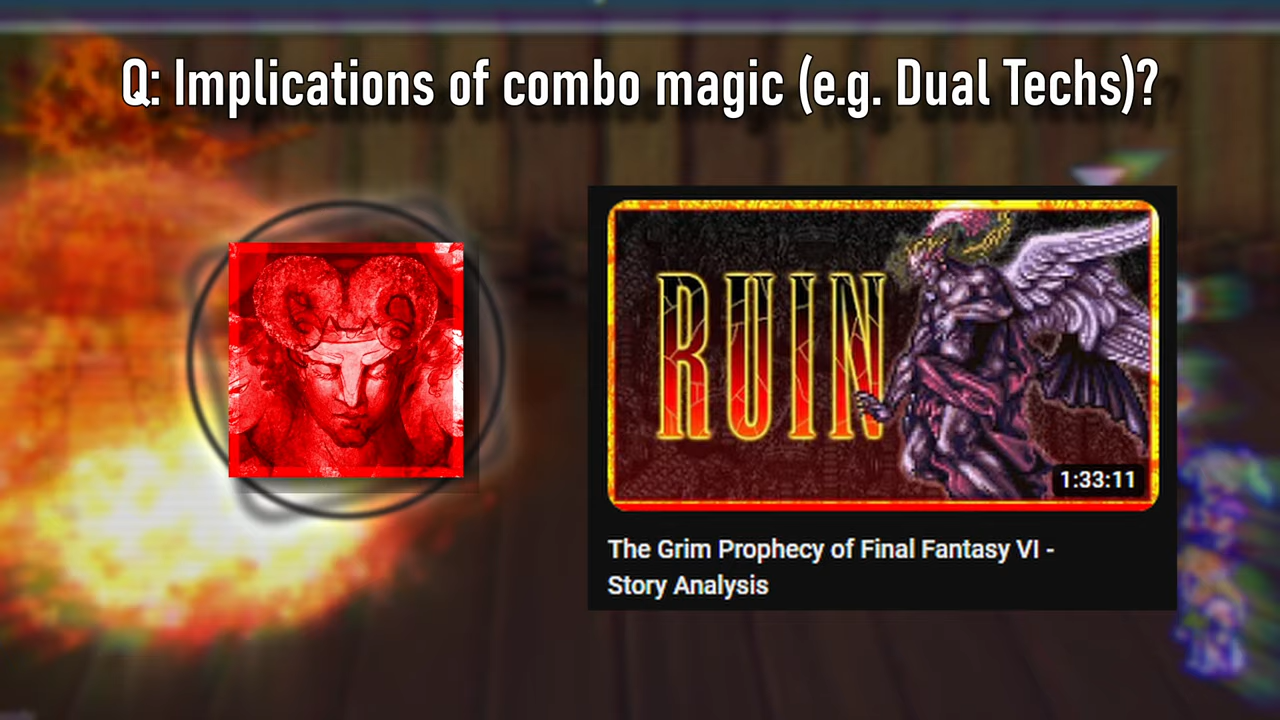 Q: Implications of combo magic (e.g. Dual Techs)?
RUIN
1:33:11
The Grim Prophecy of Final Fantasy VI -
Story Analysis